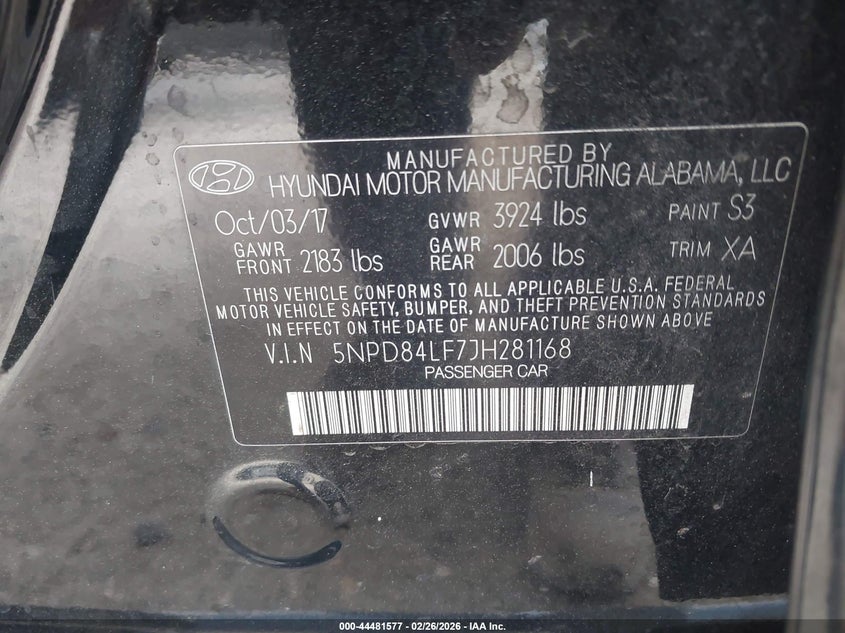 MANUFACTURED BY
HYUNDAI MOTOR MANUFACTURING ALABAMA, LLC
Oct/03/17 GVWR 3924 lbs PAINT S3
GAWR FRONT 2183 lbs GAWR REAR 2006 lbs TRIM XA
THIS VEHICLE CONFORMS TO ALL APPLICABLE U.S.A. FEDERAL
MOTOR VEHICLE SAFETY, BUMPER, AND THEFT PREVENTION STANDARDS
IN EFFECT ON THE DATE OF MANUFACTURE SHOWN ABOVE
V.I.N 5NPD84LF7JH281168
PASSENGER CAR
000-44481577 - 02/26/2026 - IAA Inc.